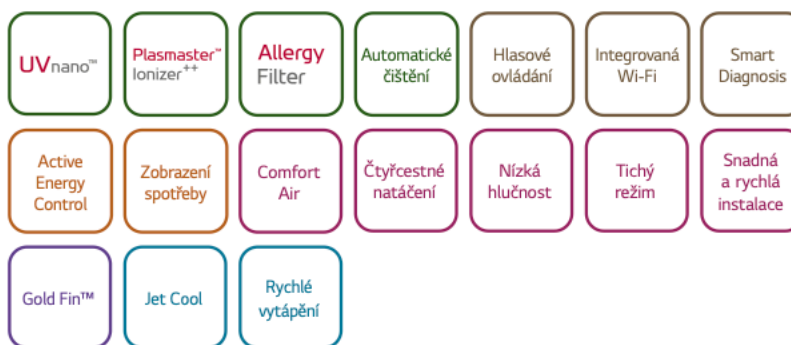 UVnano™
Plasmaster™
Ionizer++
Allergy
Filter
Automatické
čištění
Hlasové
ovládání
Integrovaná
Wi-Fi
Smart
Diagnosis
Active
Energy
Control
Zobrazení
spotřeby
Comfort
Air
Čtyřcestné
natáčení
Nízká
hlučnost
Tichý
režim
Snadná
a rychlá
instalace
Gold Fin™
Jet Cool
Rychlé
vytápění